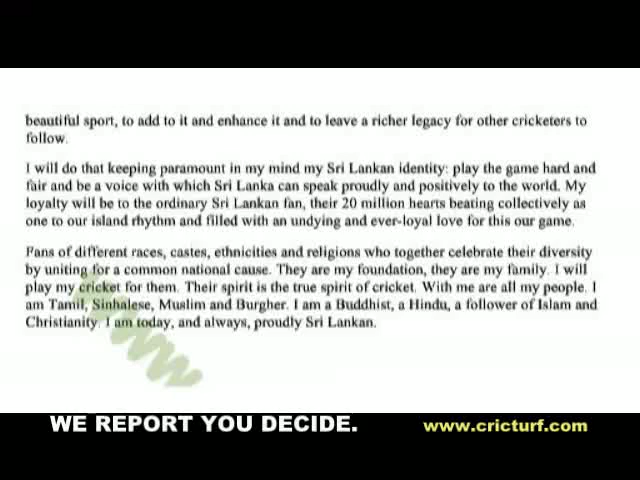 beautiful sport, to add to it and enhance it and to leave a richer legacy for other cricketers to
follow.
I will do that keeping paramount in my mind my Sri Lankan identity: play the game hard and
fair and be a voice with which Sri Lanka can speak proudly and positively to the world. My
loyalty will be to the ordinary Sri Lankan fan, their 20 million hearts beating collectively as
one to our island rhythm and filled with an undying and ever-loyal love for this our game.
Fans of different races, castes, ethnicities and religions who together celebrate their diversity
by uniting for a common national cause. They are my foundation, they are my family. I will
play my cricket for them. Their spirit is the true spirit of cricket. With me are all my people. I
am Tamil, Sinhalese, Muslim and Burgher. I am a Buddhist, a Hindu, a follower of Islam and
Christianity. I am today, and always, proudly Sri Lankan.
www
WE REPORT YOU DECIDE.
www.cricturf.com